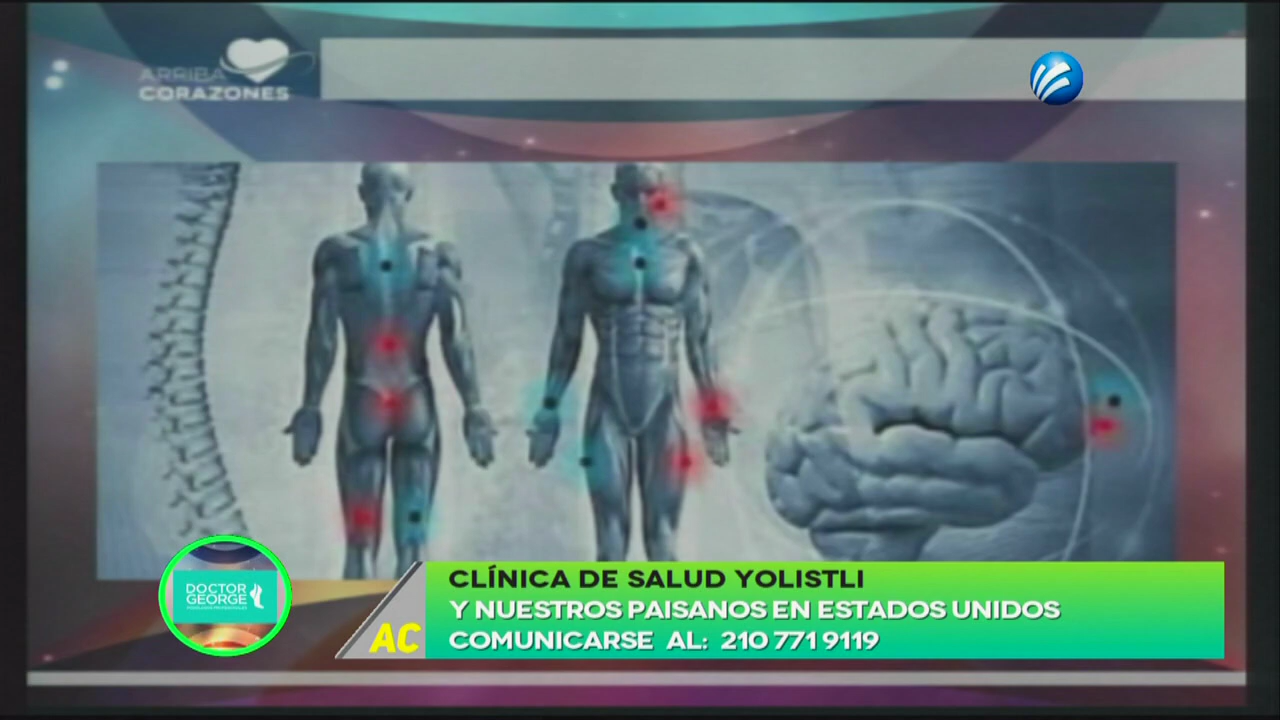 ARRIBA
CORAZONES
CLÍNICA DE SALUD YOLISTLI
Y NUESTROS PAISANOS EN ESTADOS UNIDOS
COMUNICARSE AL: 210 771 9119
AC
DOCTOR
GEORGE